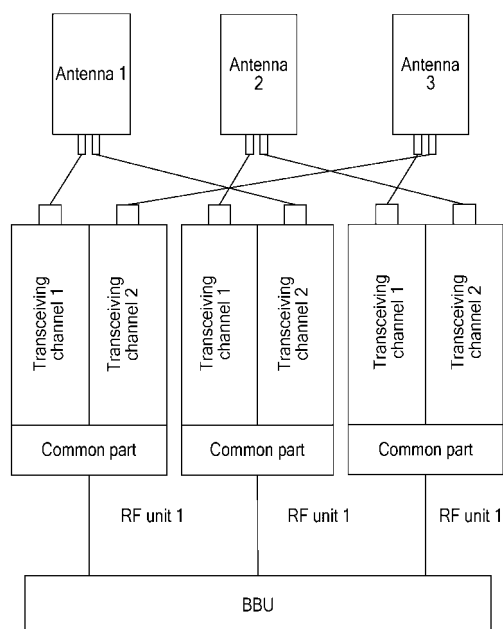 Antenna 1
Antenna
2
Antenna
3
Transceiving
channel 1
Transceiving
channel 2
Transceiving
channel 1
Transceiving
channel 2
Transceiving
channel 1
Transceiving
channel 2
Common part
Common part
Common part
RF unit 1
RF unit 1
RF unit 1
BBU